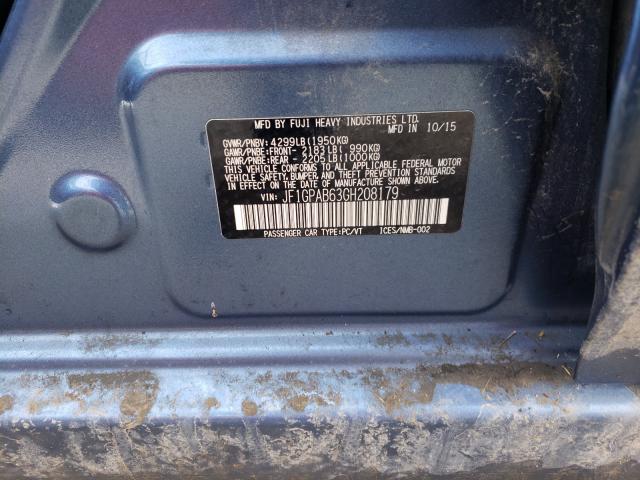 MFD BY FUJI HEAVY INDUSTRIES LTD.
MFD IN 10/15
GVWR/PNBV: 4299LB(1950KG)
GAWR/PNBE:FRONT- 2183LB( 990KG)
GAWR/PNBE:REAR - 2205LB(1000KG)
THIS VEHICLE CONFORMS TO ALL APPLICABLE FEDERAL MOTOR
VEHICLE SAFETY, BUMPER, AND THEFT PREVENTION STANDARDS
IN EFFECT ON THE DATE OF MANUFACTURE SHOWN ABOVE.
VIN: JF1GPAB63GH208179
PASSENGER CAR TYPE:PC/VT ICES/NMB-002